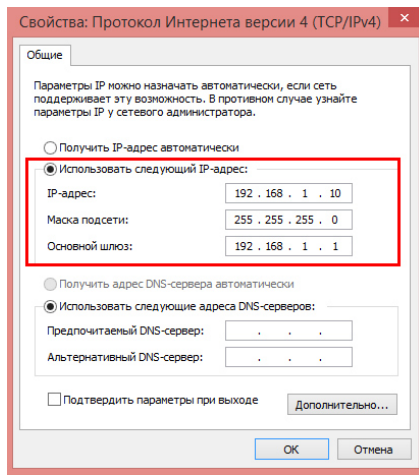 Свойства: Протокол Интернета версии 4 (TCP/IPv4)
Общие
Параметры IP можно назначать автоматически, если сеть
поддерживает эту возможность. В противном случае узнайте
параметры IP у сетевого администратора.
Получить IP-адрес автоматически
Использовать следующий IP-адрес:
IP-адрес: 192 . 168 . 1 . 10
Маска подсети: 255 . 255 . 255 . 0
Основной шлюз: 192 . 168 . 1 . 1
Получить адрес DNS-сервера автоматически
Использовать следующие адреса DNS-серверов:
Предпочитаемый DNS-сервер: . . .
Альтернативный DNS-сервер: . . .
Подтвердить параметры при выходе
Дополнительно...
ОК Отмена